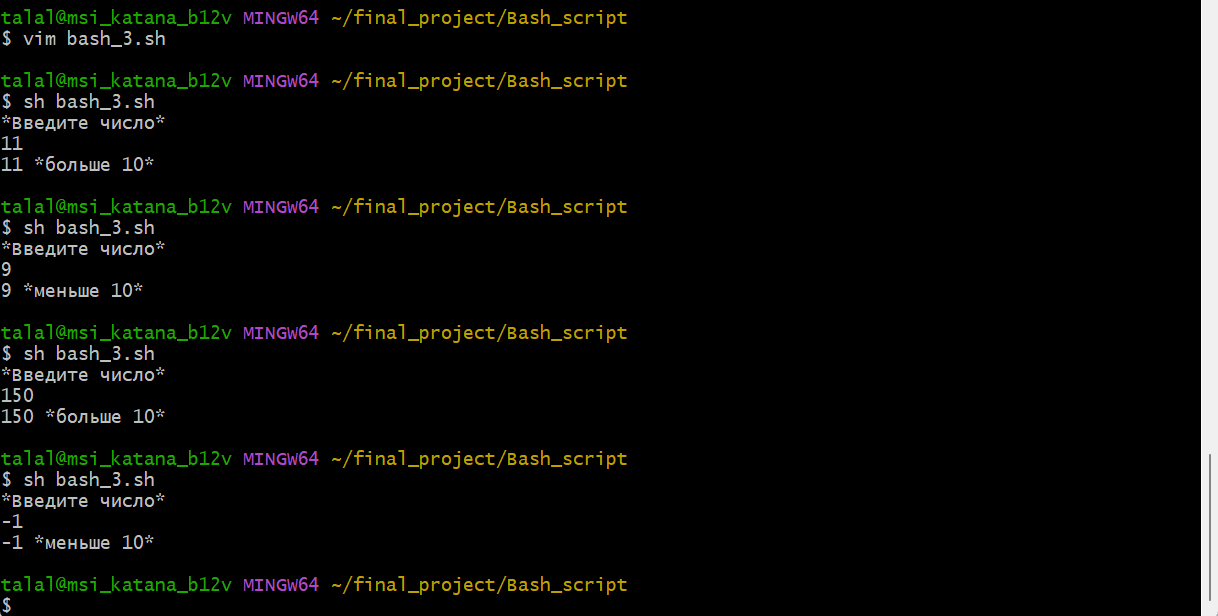 talal@msi_katana_b12v MINGW64 ~/final_project/Bash_script
$ vim bash_3.sh
talal@msi_katana_b12v MINGW64 ~/final_project/Bash_script
$ sh bash_3.sh
*Введите число*
11
11 *больше 10*
talal@msi_katana_b12v MINGW64 ~/final_project/Bash_script
$ sh bash_3.sh
*Введите число*
9
9 *меньше 10*
talal@msi_katana_b12v MINGW64 ~/final_project/Bash_script
$ sh bash_3.sh
*Введите число*
150
150 *больше 10*
talal@msi_katana_b12v MINGW64 ~/final_project/Bash_script
$ sh bash_3.sh
*Введите число*
-1
-1 *меньше 10*
talal@msi_katana_b12v MINGW64 ~/final_project/Bash_script
$